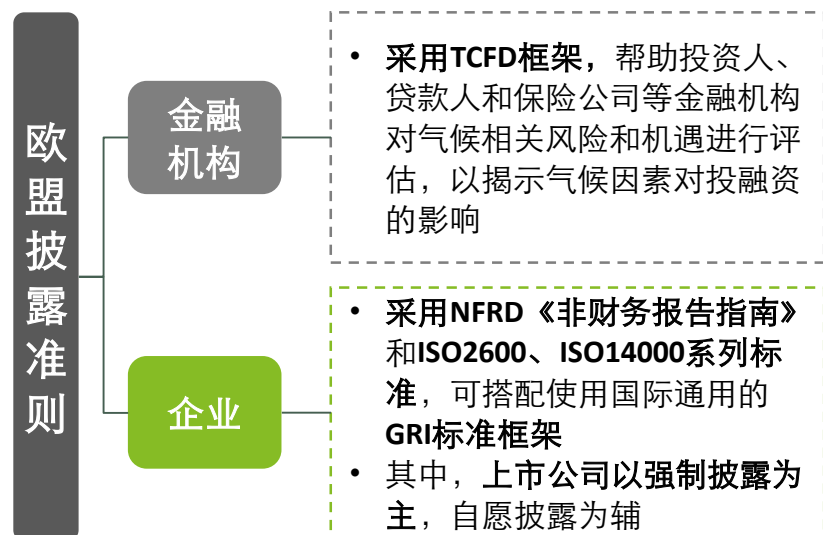 欧盟披露准则
金融
机构
• 采用TCFD框架，帮助投资人、
贷款人和保险公司等金融机构
对气候相关风险和机遇进行评
估，以揭示气候因素对投融资
的影响
企业
• 采用NFRD《非财务报告指南》
和ISO2600、ISO14000系列标
准，可搭配使用国际通用的
GRI标准框架
• 其中，上市公司以强制披露为
主，自愿披露为辅